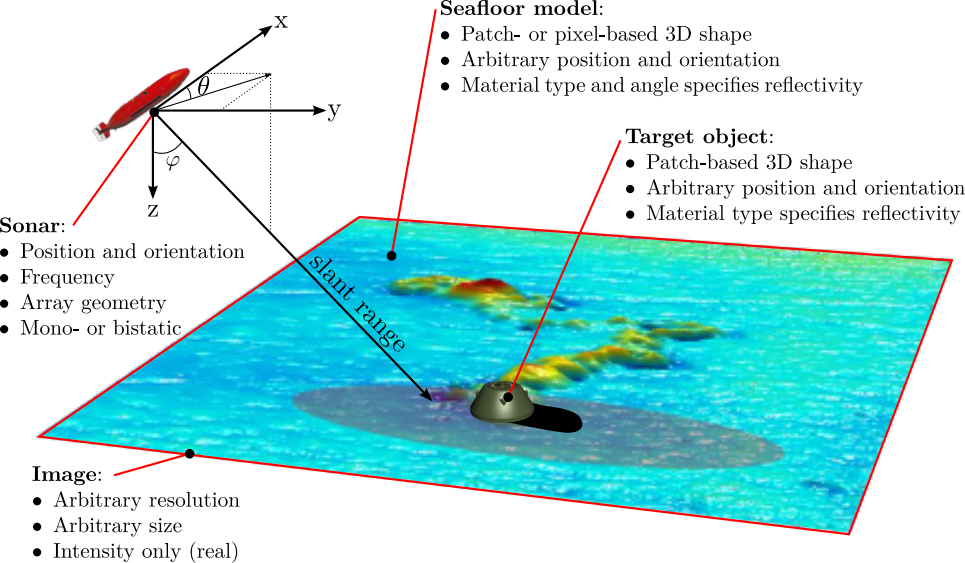 Seafloor model:
• Patch- or pixel-based 3D shape
• Arbitrary position and orientation
• Material type and angle specifies reflectivity
x
θ
y
φ
z
Target object:
• Patch-based 3D shape
• Arbitrary position and orientation
• Material type specifies reflectivity
Sonar:
• Position and orientation
• Frequency
• Array geometry
• Mono- or bistatic
slant range
Image:
• Arbitrary resolution
• Arbitrary size
• Intensity only (real)